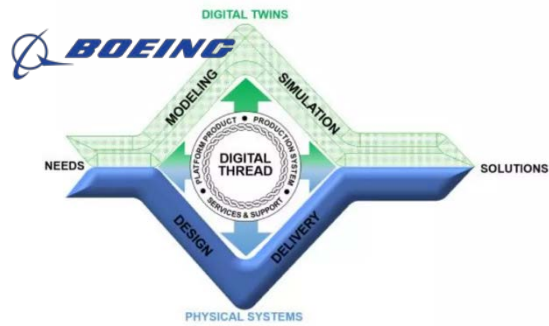 DIGITAL TWINS
BOEING
MODELING
SIMULATION
PLATFORM PRODUCT • PRODUCTION SYSTEM • SERVICES & SUPPORT •
DIGITAL
THREAD
NEEDS
SOLUTIONS
DESIGN
DELIVERY
PHYSICAL SYSTEMS